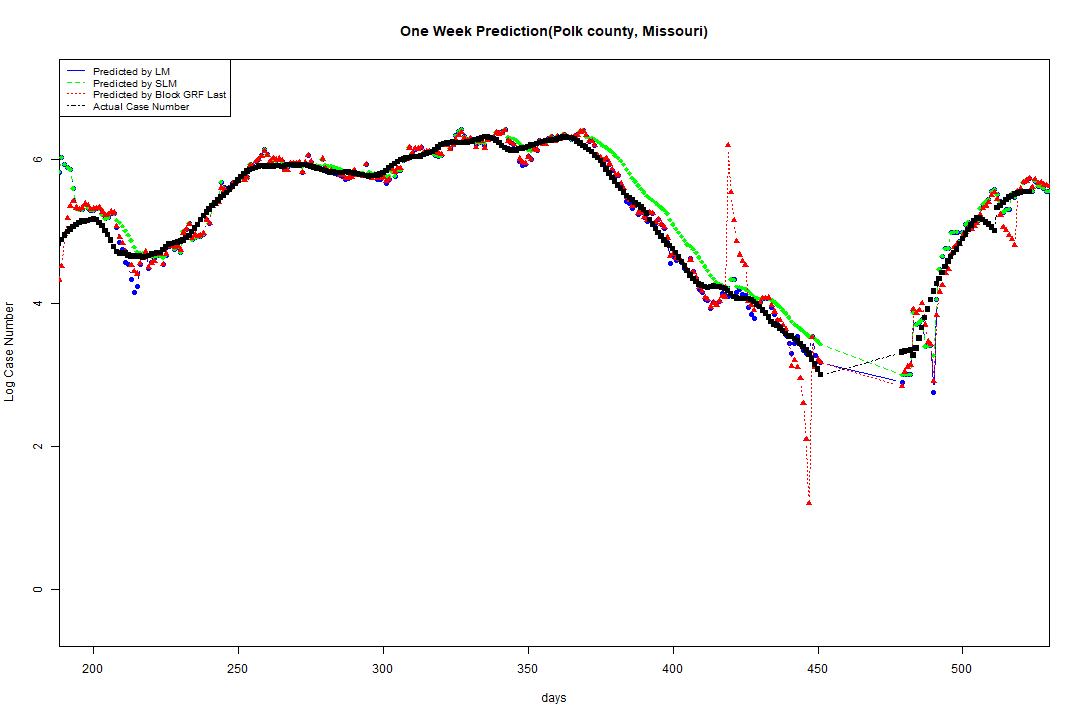 One Week Prediction(Polk county, Missouri)
Predicted by LM
Predicted by SLM
Predicted by Block GRF Last
Actual Case Number
6
4
2
0
Log Case Number
200 250 300 350 400 450 500
days